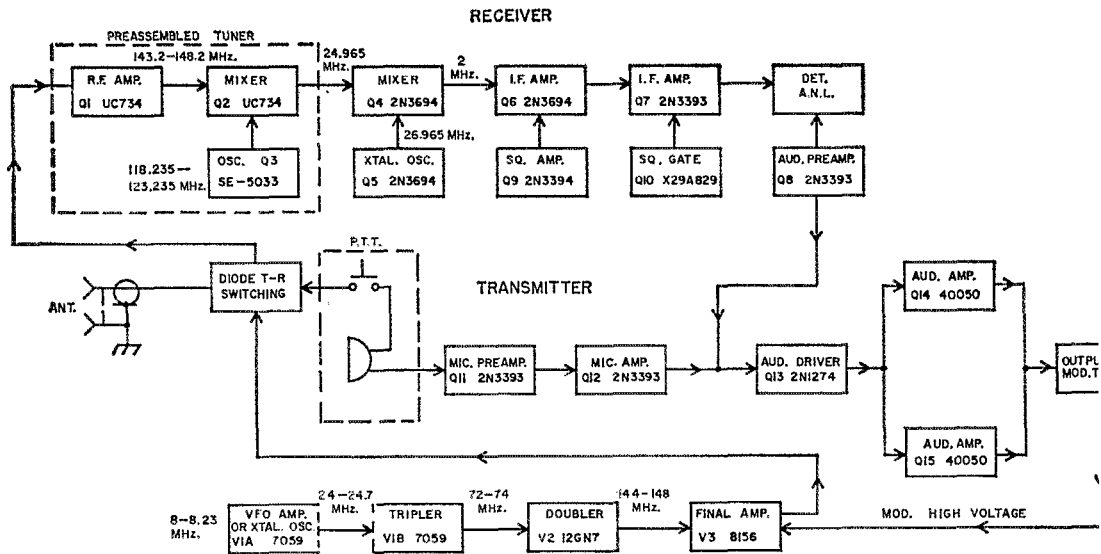 RECEIVER
PREASSEMBLED TUNER
143.2-148.2 MHz.
R.F. AMP.
Q1 UC734
MIXER
Q2 UC734
OSC. Q3
SE-5033
118.235-
123.235 MHz.
24.965
MHz.
MIXER
Q4 2N3694
26.965 MHz.
XTAL. OSC.
Q5 2N3694
2
MHz.
I.F. AMP.
Q6 2N3694
SQ. AMP.
Q9 2N3394
I.F. AMP.
Q7 2N3393
SQ. GATE
Q10 X29A829
DET.
A.N.L.
AUD. PREAMP.
Q8 2N3393
ANT.
DIODE T-R
SWITCHING
P.T.T.
TRANSMITTER
MIC. PREAMP.
Q11 2N3393
MIC. AMP.
Q12 2N3393
AUD. DRIVER
Q13 2N1274
AUD. AMP.
Q14 40050
AUD. AMP.
Q15 40050
OUTPU
MOD. T
8-8.23
MHz.
VFO AMP.
OR XTAL. OSC.
V1A 7059
24-24.7
MHz.
TRIPLER
V1B 7059
72-74
MHz.
DOUBLER
V2 12GN7
144-148
MHz.
FINAL AMP.
V3 8156
MOD. HIGH VOLTAGE